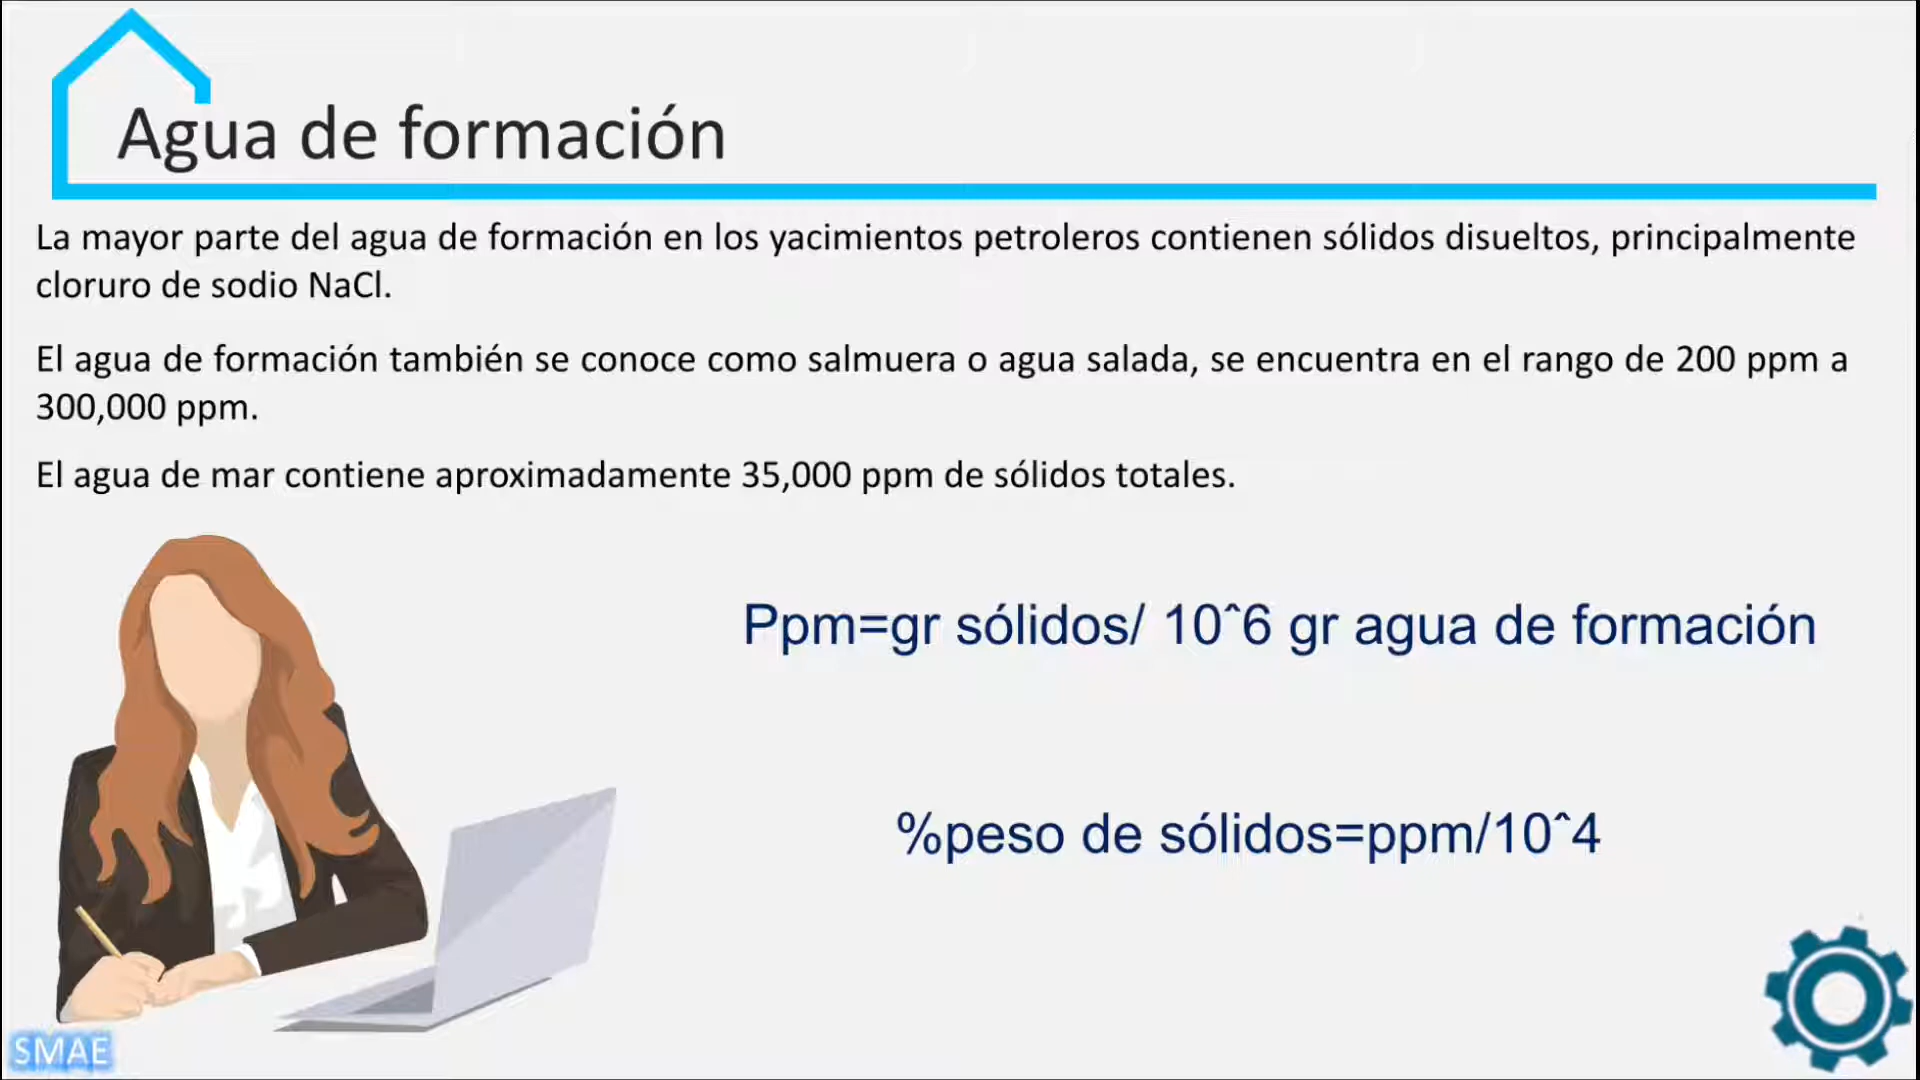 Agua de formación
La mayor parte del agua de formación en los yacimientos petroleros contienen sólidos disueltos, principalmente
cloruro de sodio NaCl.
El agua de formación también se conoce como salmuera o agua salada, se encuentra en el rango de 200 ppm a
300,000 ppm.
El agua de mar contiene aproximadamente 35,000 ppm de sólidos totales.
Ppm=gr sólidos/ 10ˆ6 gr agua de formación
%peso de sólidos=ppm/10ˆ4
SMAE